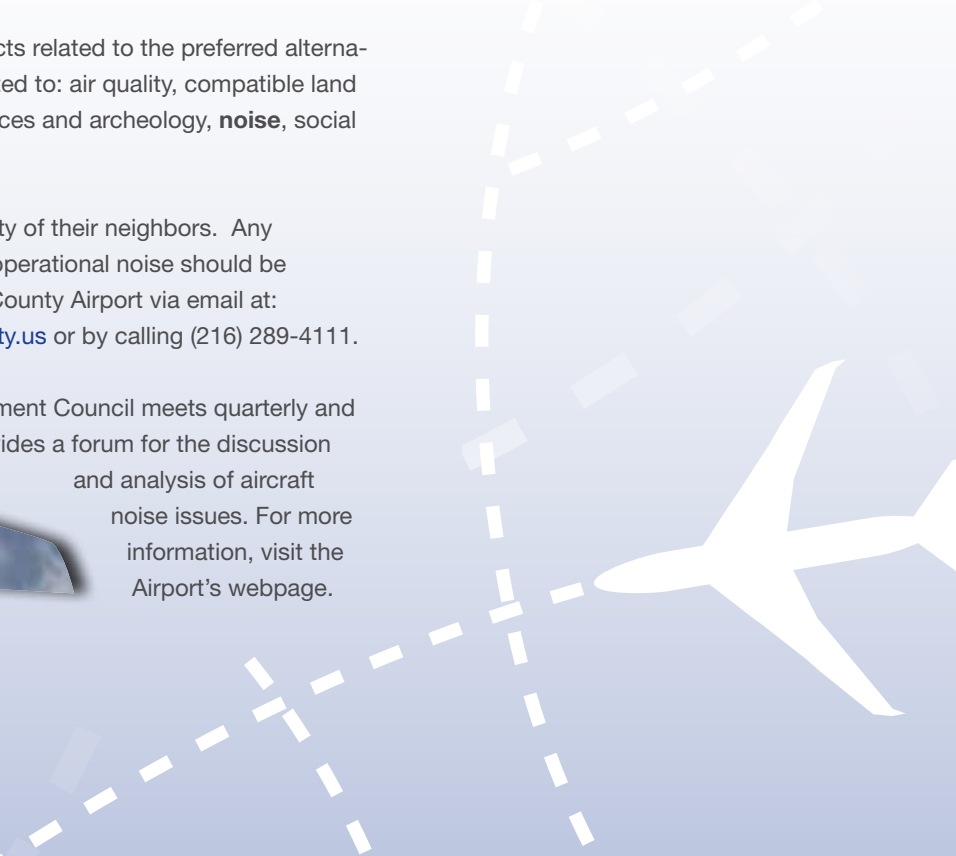 cts related to the preferred alterna-
ed to: air quality, compatible land
ces and archeology, noise, social
ty of their neighbors.  Any
operational noise should be
County Airport via email at:
ty.us or by calling (216) 289-4111.
ment Council meets quarterly and
ides a forum for the discussion
and analysis of aircraft
noise issues. For more
information, visit the
Airport’s webpage.